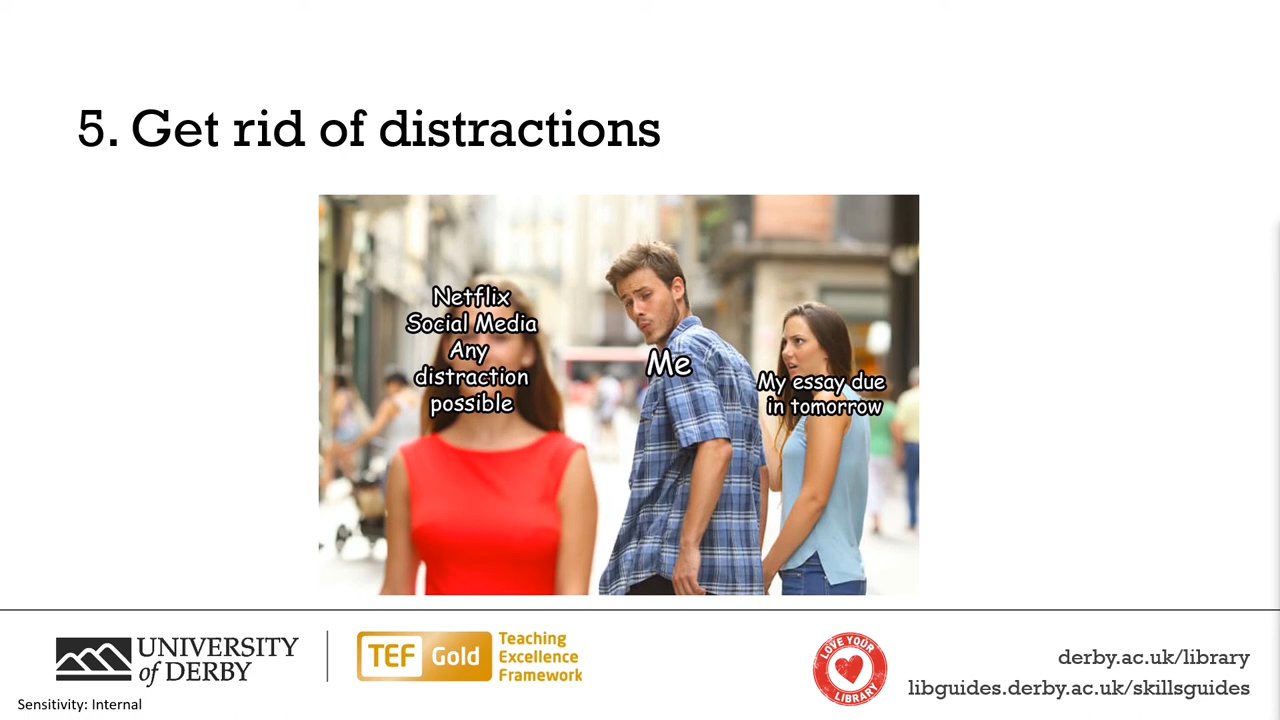 5. Get rid of distractions
Netflix
Social Media
Any
distraction
possible
Me
My essay due
in tomorrow
UNIVERSITY
of DERBY
TEF Gold
Teaching
Excellence
Framework
LOVE YOUR
LIBRARY
derby.ac.uk/library
libguides.derby.ac.uk/skillsguides
Sensitivity: Internal